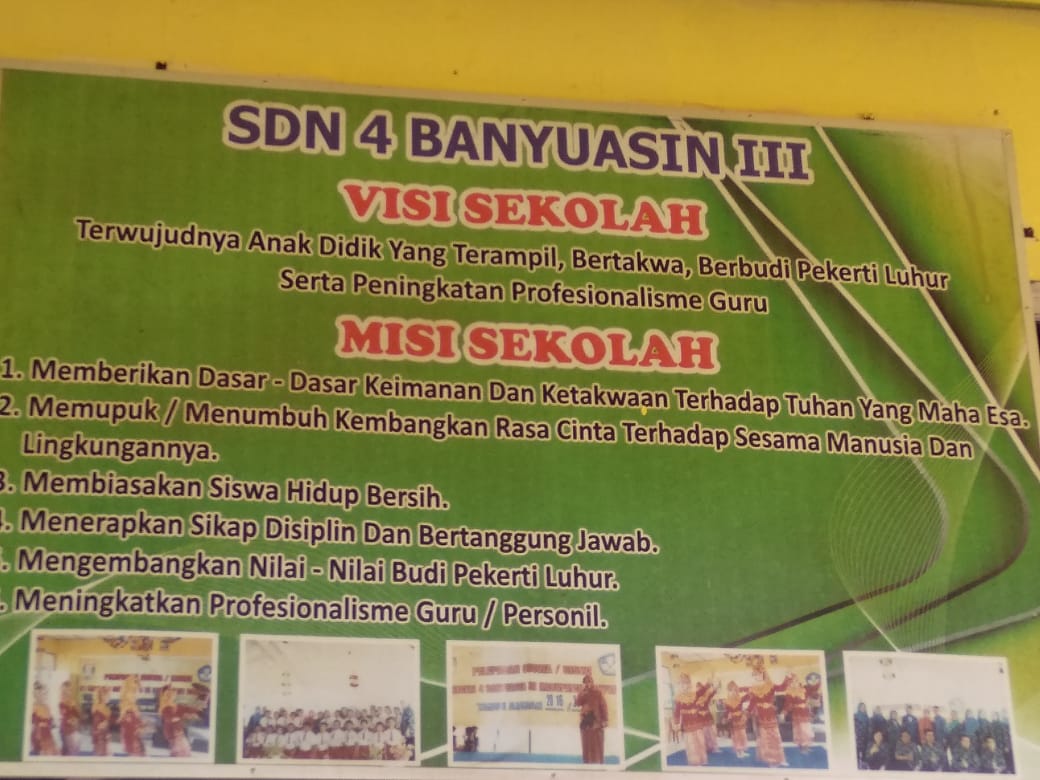 SDN 4 BANYUASIN III
VISI SEKOLAH
Terwujudnya Anak Didik Yang Terampil, Bertakwa, Berbudi Pekerti Luhur
Serta Peningkatan Profesionalisme Guru
MISI SEKOLAH
1. Memberikan Dasar - Dasar Keimanan Dan Ketakwaan Terhadap Tuhan Yang Maha Esa.
2. Memupuk / Menumbuh Kembangkan Rasa Cinta Terhadap Sesama Manusia Dan
Lingkungannya.
3. Membiasakan Siswa Hidup Bersih.
4. Menerapkan Sikap Disiplin Dan Bertanggung Jawab.
. Mengembangkan Nilai - Nilai Budi Pekerti Luhur.
. Meningkatkan Profesionalisme Guru / Personil.